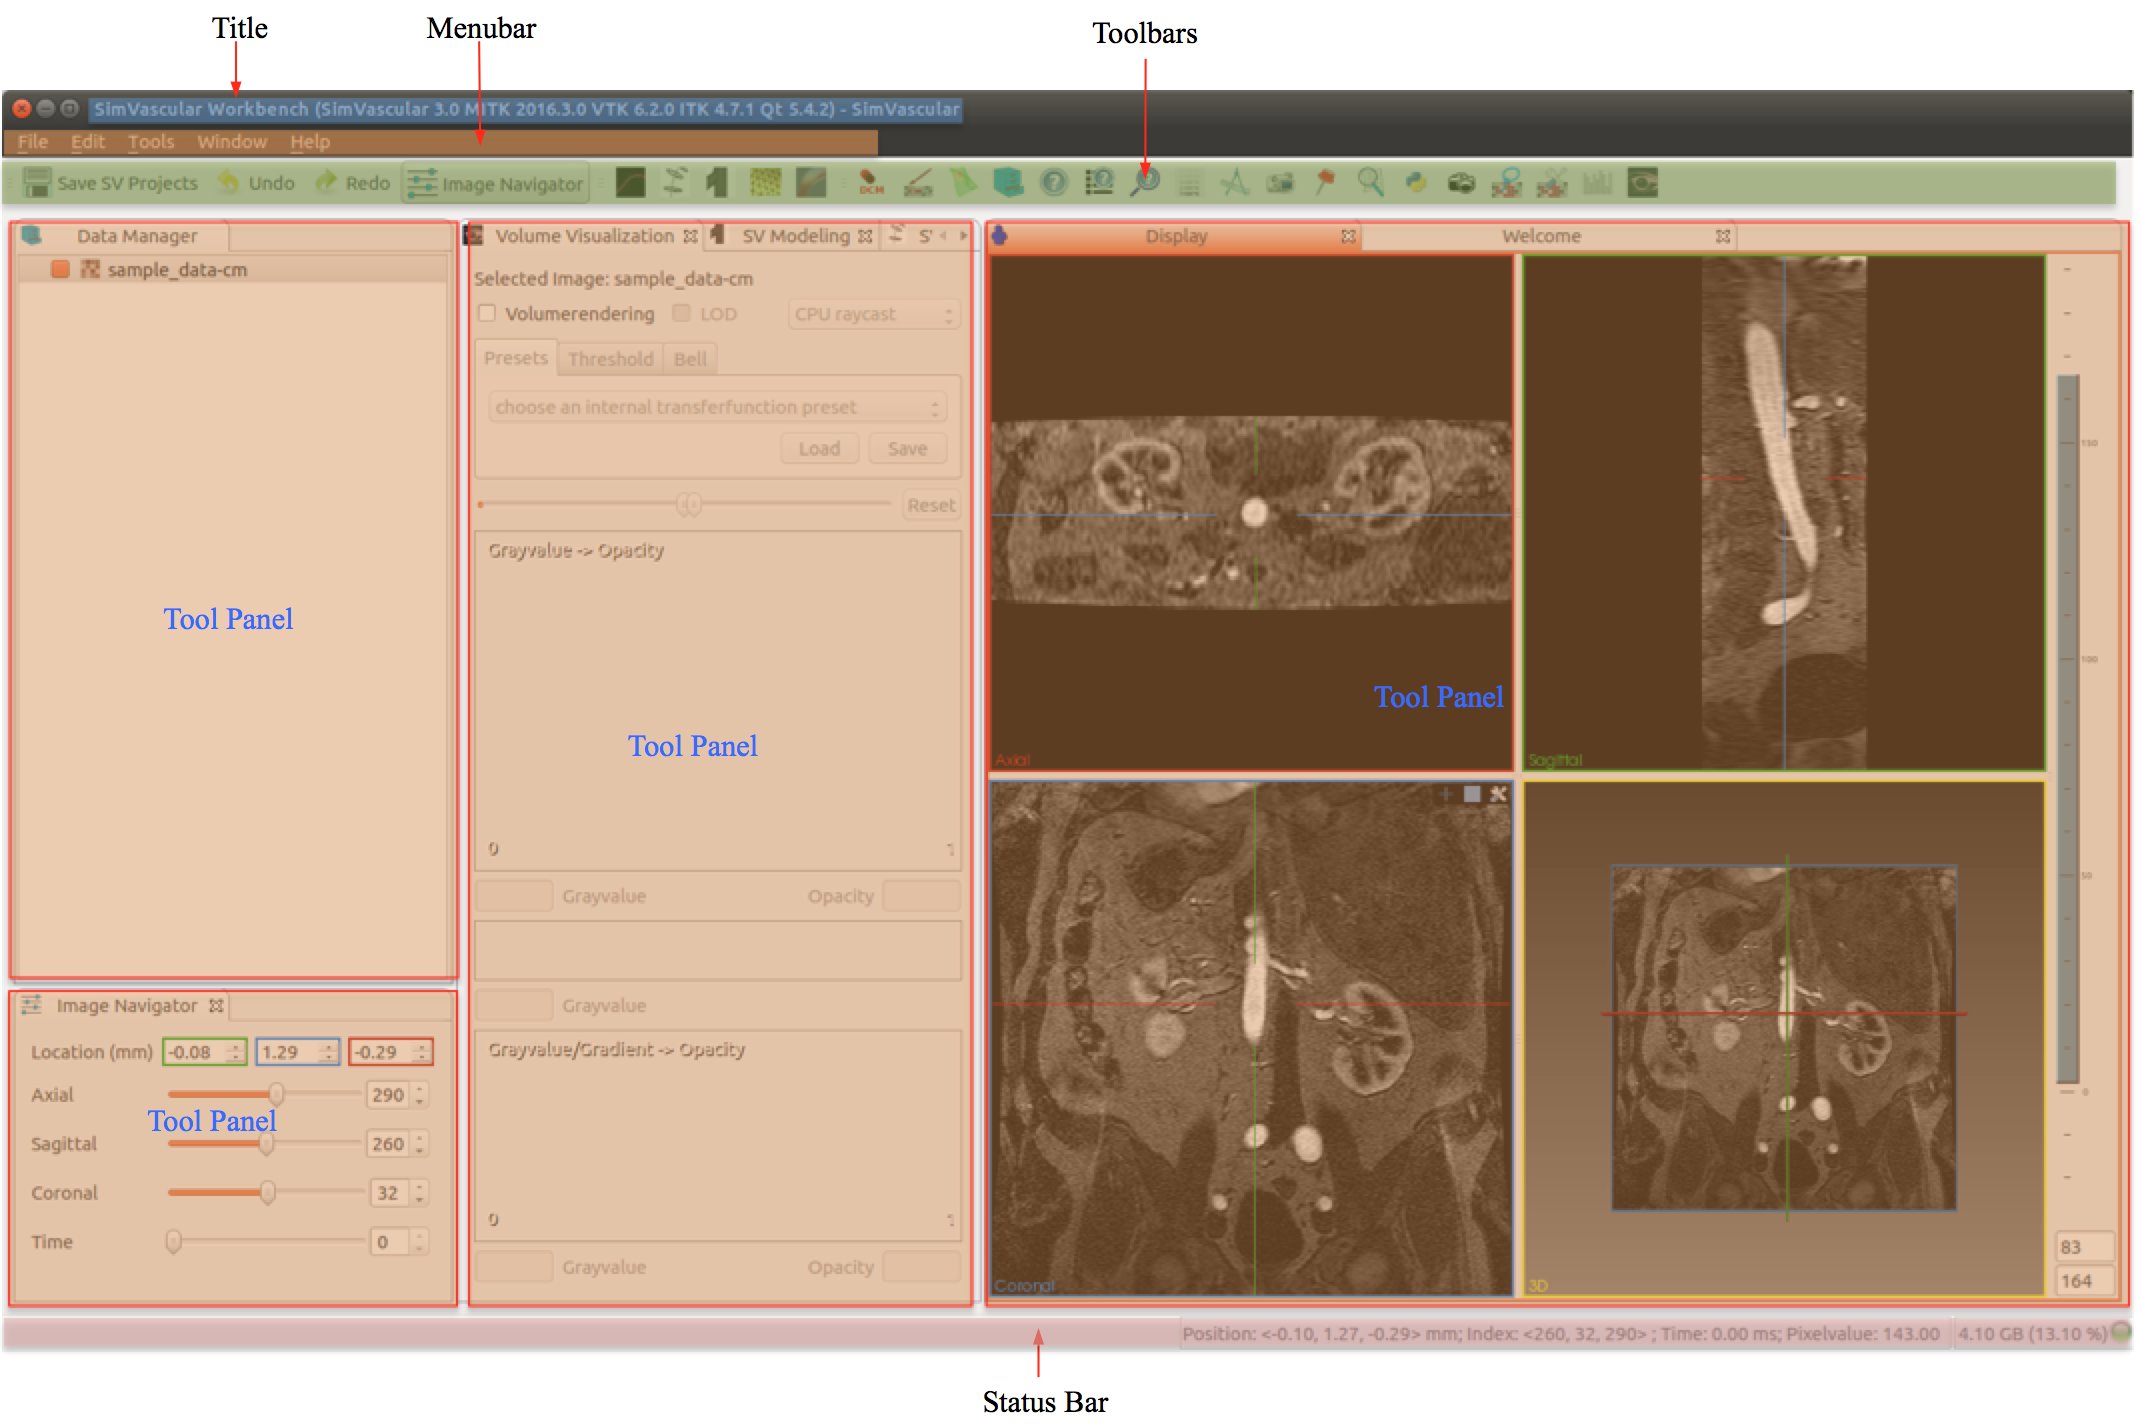 Title
Menubar
Toolbars
SimVascular Workbench (SimVascular 3.0 MITK 2016.3.0 VTK 6.2.0 ITK 4.7.1 Qt 5.4.2) - SimVascular
File Edit Tools Window Help
Save SV Projects Undo Redo Image Navigator DCM
Data Manager
sample_data-cm
Tool Panel
Image Navigator
Location (mm) -0.08 1.29 -0.29
Axial 290
Tool Panel
Sagittal 260
Coronal 32
Time 0
Volume Visualization SV Modeling S'
Selected Image: sample_data-cm
Volumerendering LOD CPU raycast
Presets Threshold Bell
choose an internal transferfunction preset
Load Save
Reset
Grayvalue -> Opacity
Tool Panel
0 1
Grayvalue Opacity
Grayvalue
Grayvalue/Gradient -> Opacity
0 1
Grayvalue Opacity
Display Welcome
Tool Panel
Axial
Sagittal
Coronal
3D
150
100
50
0
83
164
Position: <-0.10, 1.27, -0.29> mm; Index: <260, 32, 290> ; Time: 0.00 ms; Pixelvalue: 143.00 4.10 GB (13.10 %)
Status Bar